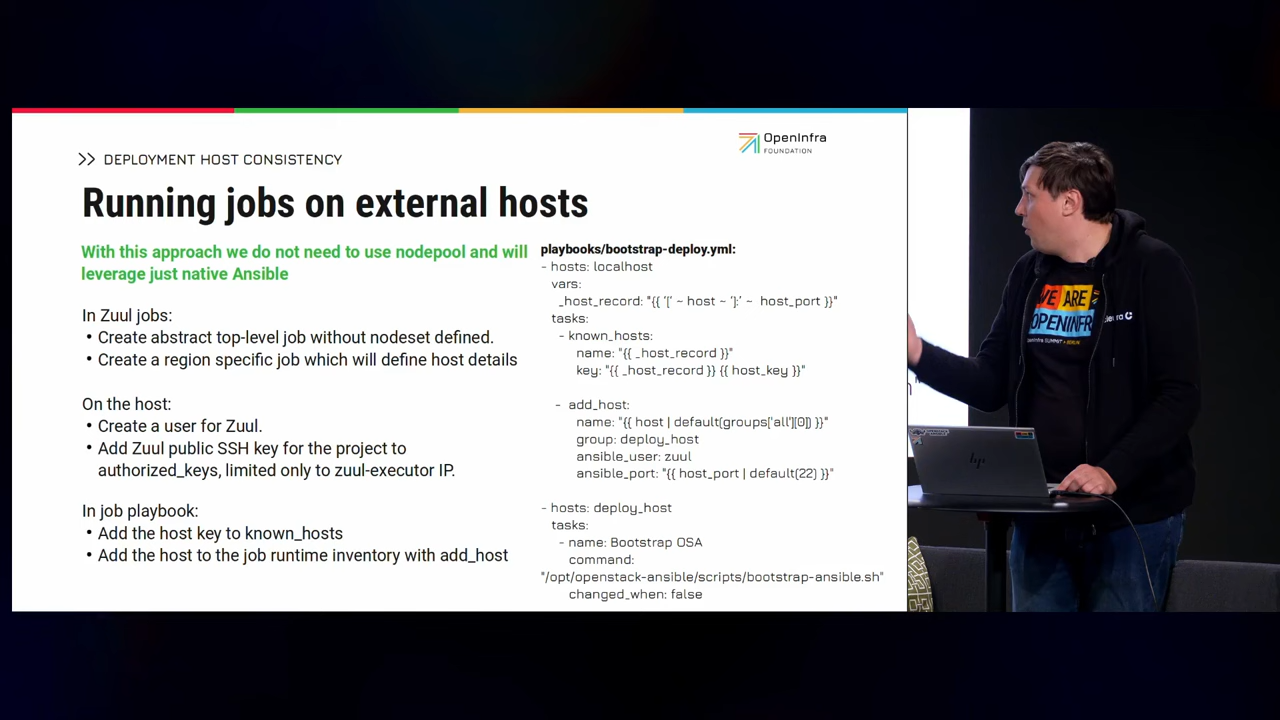 OpenInfra
FOUNDATION
>> DEPLOYMENT HOST CONSISTENCY
Running jobs on external hosts
With this approach we do not need to use nodepool and will
leverage just native Ansible
In Zuul jobs:
• Create abstract top-level job without nodeset defined.
• Create a region specific job which will define host details
On the host:
• Create a user for Zuul.
• Add Zuul public SSH key for the project to
authorized_keys, limited only to zuul-executor IP.
In job playbook:
• Add the host key to known_hosts
• Add the host to the job runtime inventory with add_host
playbooks/bootstrap-deploy.yml:
- hosts: localhost
vars:
_host_record: "{{ '[' ~ host ~ ']:' ~ host_port }}"
tasks:
- known_hosts:
name: "{{ _host_record }}"
key: "{{ _host_record }} {{ host_key }}"
- add_host:
name: "{{ host | default(groups['all'][0]) }}"
group: deploy_host
ansible_user: zuul
ansible_port: "{{ host_port | default(22) }}"
- hosts: deploy_host
tasks:
- name: Bootstrap OSA
command:
"/opt/openstack-ansible/scripts/bootstrap-ansible.sh"
changed_when: false
WE ARE
OPENINFRA
OpenInfra SUMMIT • BERLIN
hp